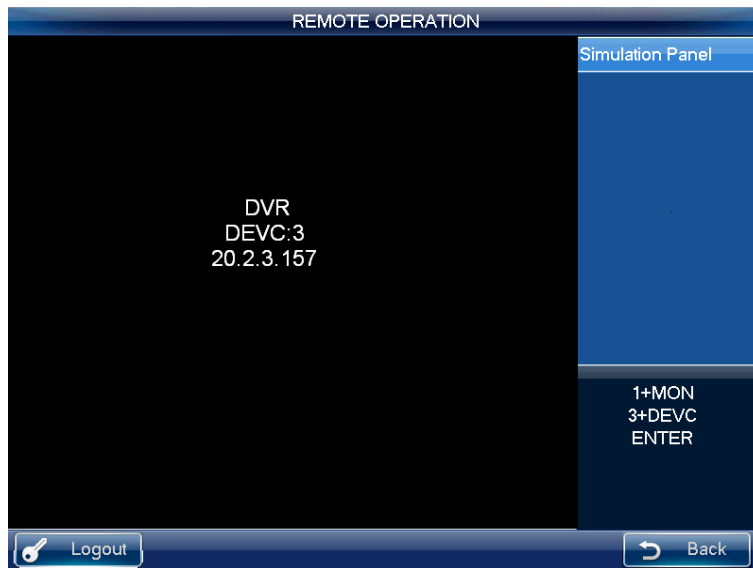 REMOTE OPERATION
Simulation Panel
DVR
DEVC:3
20.2.3.157
1+MON
3+DEVC
ENTER
Logout
Back